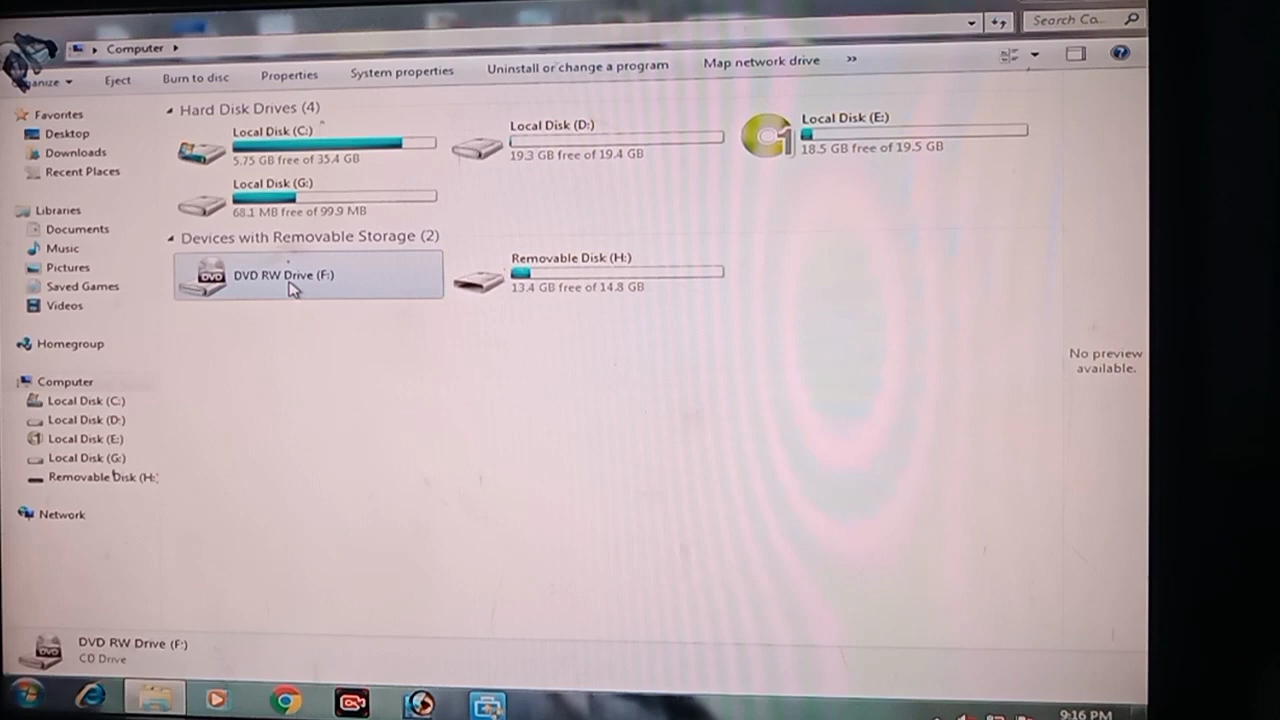 Computer
Search Co...
Eject
Burn to disc
Properties
System properties
Uninstall or change a program
Map network drive
»
Favorites
Desktop
Downloads
Recent Places
Libraries
Documents
Music
Pictures
Saved Games
Videos
Homegroup
Computer
Local Disk (C:)
Local Disk (D:)
Local Disk (E:)
Local Disk (G:)
Removable Disk (H:
Network
Hard Disk Drives (4)
Local Disk (C:)
5.75 GB free of 35.4 GB
Local Disk (D:)
19.3 GB free of 19.4 GB
Local Disk (E:)
18.5 GB free of 19.5 GB
Local Disk (G:)
68.1 MB free of 99.9 MB
Devices with Removable Storage (2)
DVD
DVD RW Drive (F:)
Removable Disk (H:)
13.4 GB free of 14.8 GB
No preview
available.
DVD
DVD RW Drive (F:)
CD Drive
9:16 PM